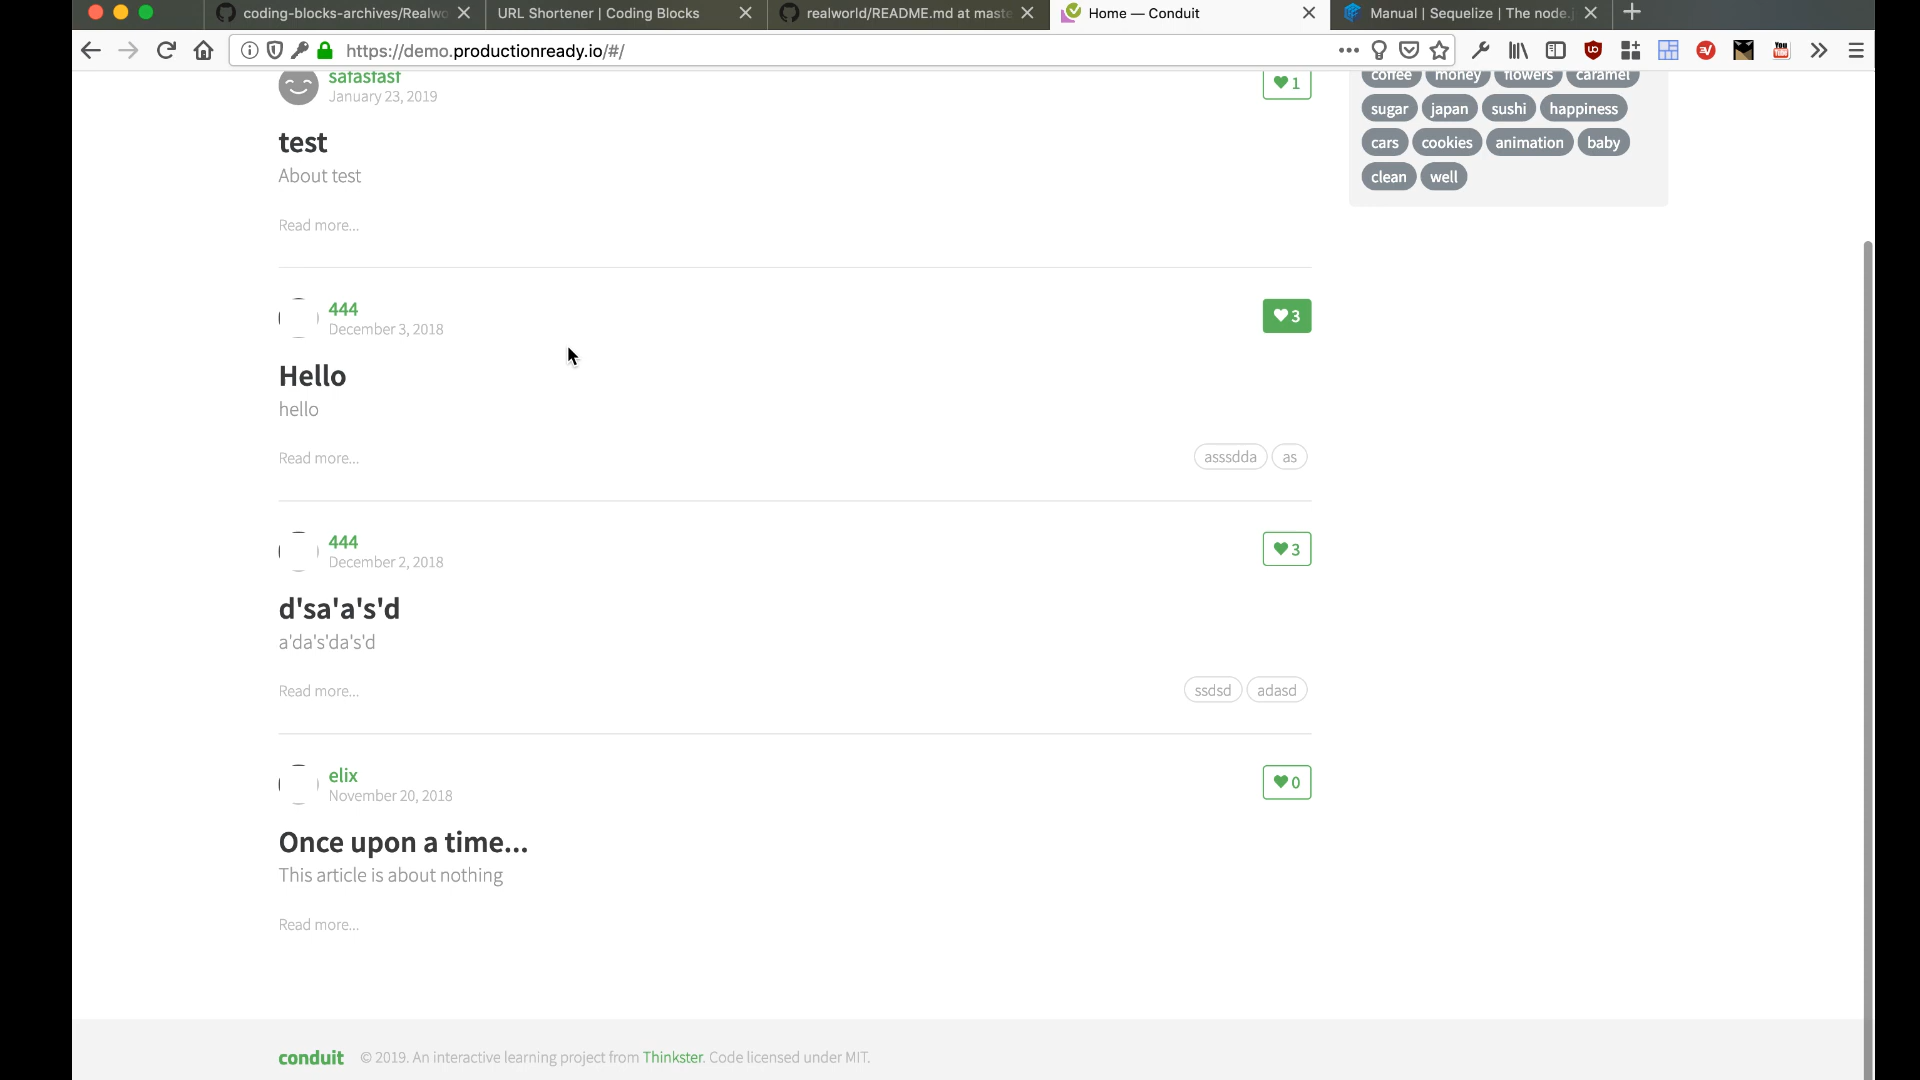 coding-blocks-archives/Realwo
URL Shortener | Coding Blocks
realworld/README.md at maste
Home — Conduit
Manual | Sequelize | The node.j
https://demo.productionready.io/#/
safasfasf
January 23, 2019
1
coffee money flowers caramel
sugar japan sushi happiness
cars cookies animation baby
clean well
test
About test
Read more...
444
December 3, 2018
3
Hello
hello
Read more...
asssdda as
444
December 2, 2018
3
d'sa'a's'd
a'da's'da's'd
Read more...
ssdsd adasd
elix
November 20, 2018
0
Once upon a time...
This article is about nothing
Read more...
conduit © 2019. An interactive learning project from Thinkster. Code licensed under MIT.